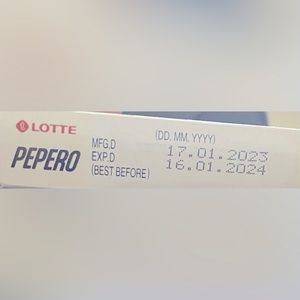 LOTTE
PEPERO
MFG.D (DD, MM, YYYY)
EXP.D 17.01.2023
(BEST BEFORE) 16.01.2024